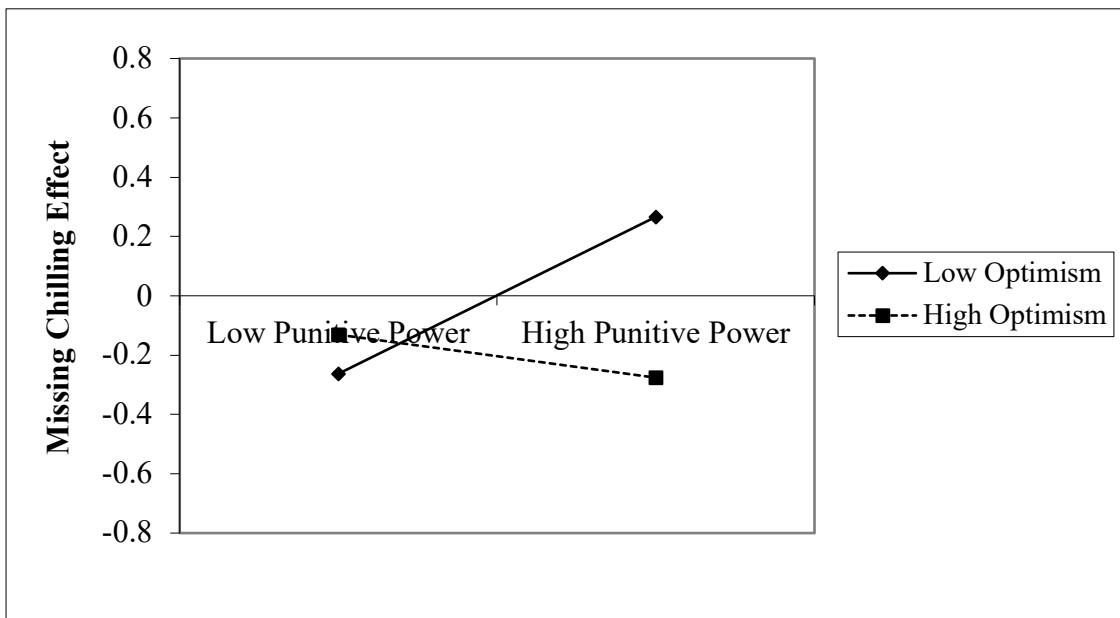 Missing Chilling Effect
0.8
0.6
0.4
0.2
0
-0.2
-0.4
-0.6
-0.8
Low Punitive Power
High Punitive Power
Low Optimism
High Optimism